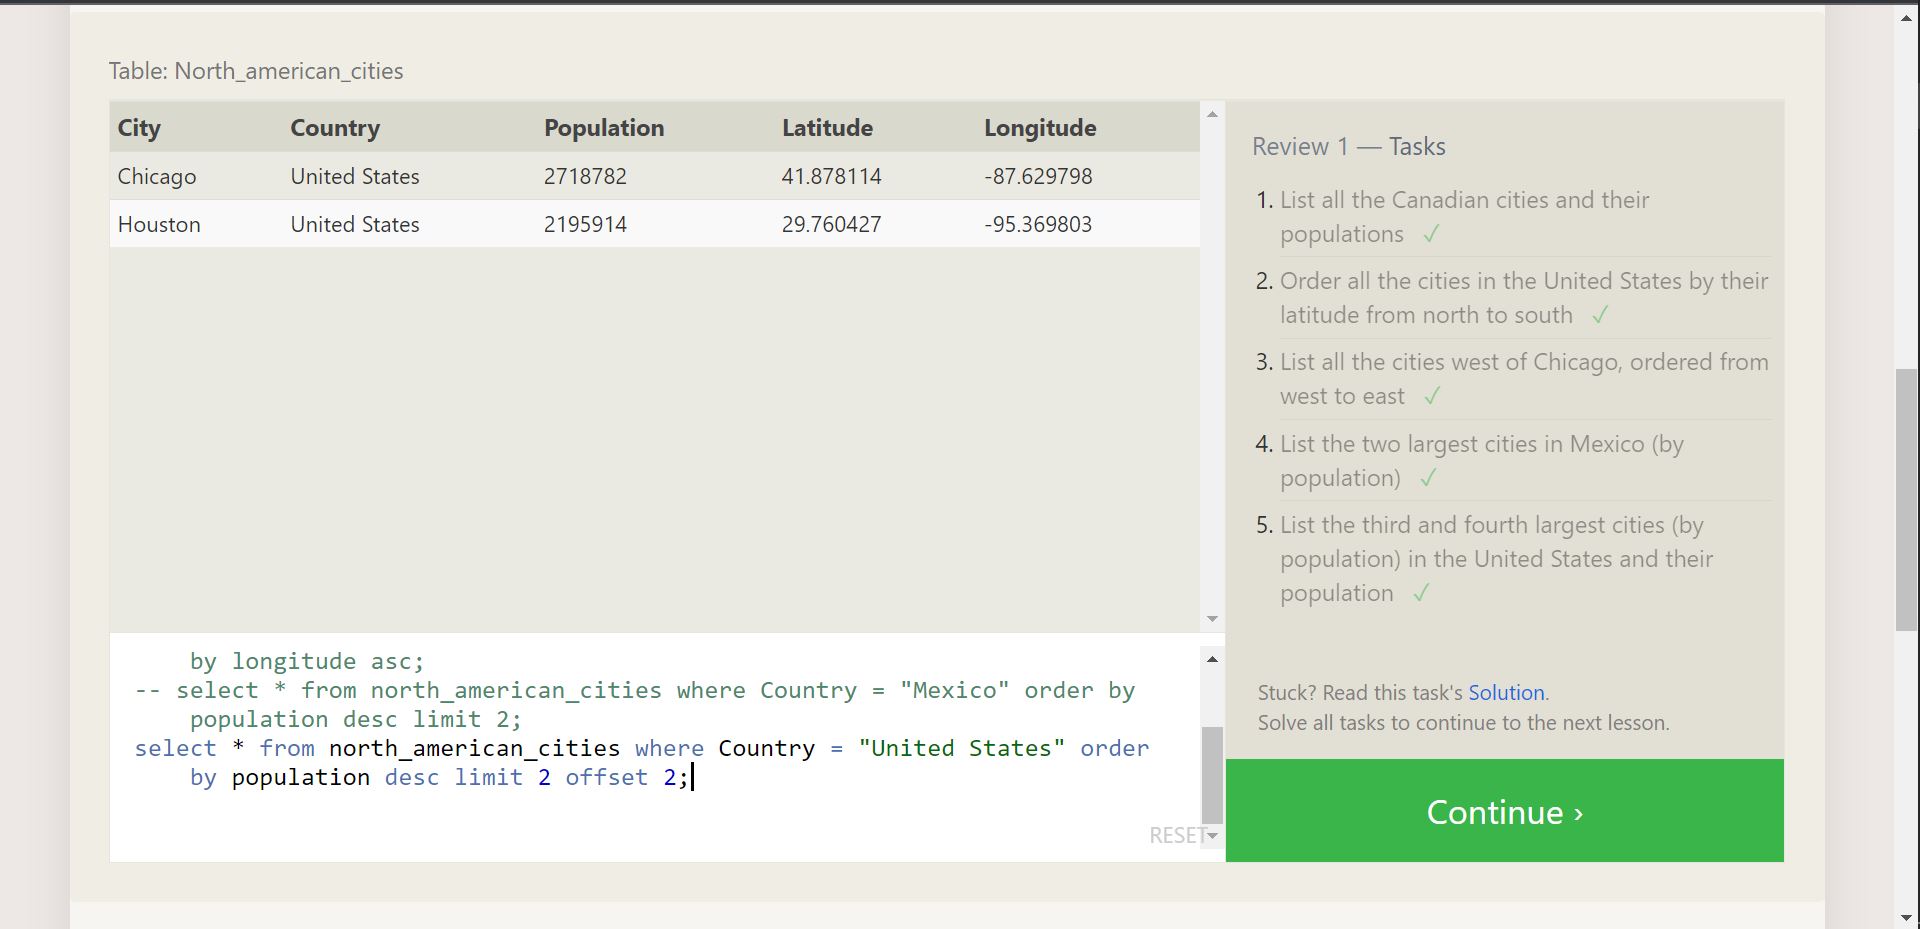 Table: North_american_cities
City Country Population Latitude Longitude
Chicago United States 2718782 41.878114 -87.629798
Houston United States 2195914 29.760427 -95.369803
by longitude asc;
-- select * from north_american_cities where Country = "Mexico" order by
population desc limit 2;
select * from north_american_cities where Country = "United States" order
by population desc limit 2 offset 2;
RESET
Review 1 — Tasks
1. List all the Canadian cities and their
populations ✓
2. Order all the cities in the United States by their
latitude from north to south ✓
3. List all the cities west of Chicago, ordered from
west to east ✓
4. List the two largest cities in Mexico (by
population) ✓
5. List the third and fourth largest cities (by
population) in the United States and their
population ✓
Stuck? Read this task's Solution.
Solve all tasks to continue to the next lesson.
Continue ›